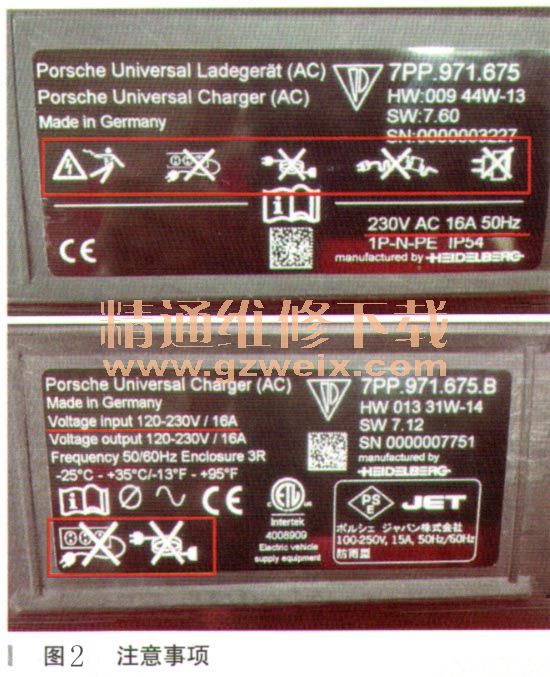 Porsche Universal Ladegerät (AC)
Porsche Universal Charger (AC)
Made in Germany
7PP.971.675
HW:009 44W-13
SW:7.60
SN:0000003227
230V AC 16A 50Hz
1P-N-PE IP54
manufactured by HEIDELBERG
CE
精通维修下载
www.gzweix.com
Porsche Universal Charger (AC)
Made in Germany
Voltage input 120-230V / 16A
Voltage output 120-230V / 16A
Frequency 50/60Hz Enclosure 3R
-25°C - +35°C/-13°F - +95°F
7PP.971.675.B
HW 013 31W-14
SW 7.12
SN 0000007751
manufactured by
HEIDELBERG
CE
ETL
C US
Intertek
4008909
Electric vehicle
supply equipment
PS
E
JET
ポルシェ ジャパン株式会社
100-250V, 15A, 50Hz/60Hz
防雨型
图2 注意事项